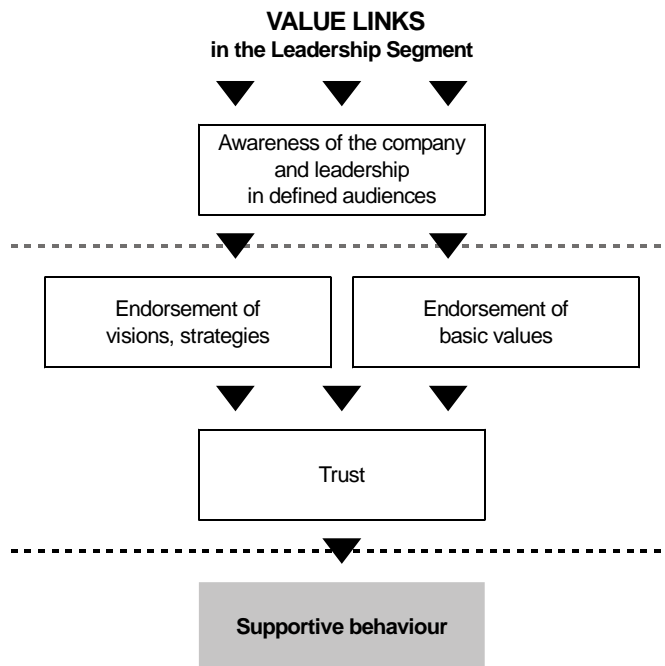 VALUE LINKS
in the Leadership Segment
Awareness of the company
and leadership
in defined audiences
Endorsement of
visions, strategies
Endorsement of
basic values
Trust
Supportive behaviour